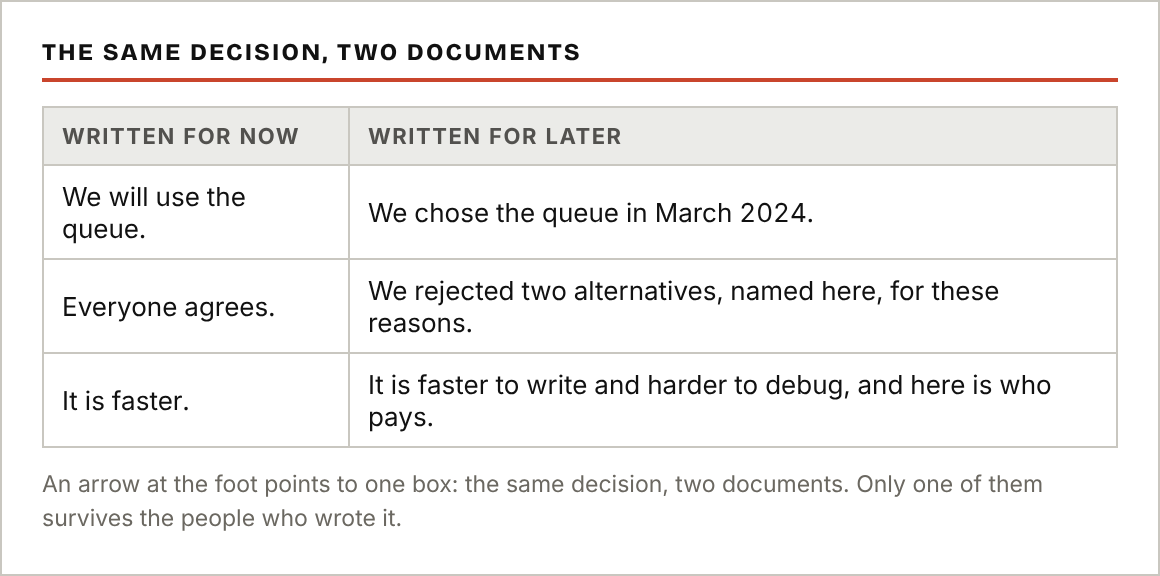 THE SAME DECISION, TWO DOCUMENTS
WRITTEN FOR NOW
WRITTEN FOR LATER
We will use the
queue.
We chose the queue in March 2024.
Everyone agrees.
We rejected two alternatives, named here, for these
reasons.
It is faster.
It is faster to write and harder to debug, and here is who
pays.
An arrow at the foot points to one box: the same decision, two documents. Only one of them
survives the people who wrote it.